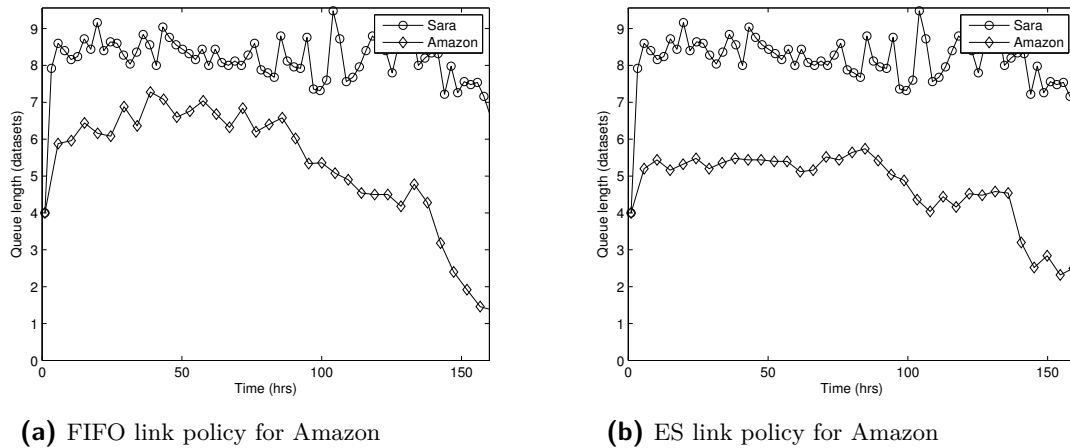 9
8
7
6
5
4
3
2
1
0
Queue length (datasets)
0
50
100
150
Time (hrs)
Sara
Amazon
(a) FIFO link policy for Amazon
9
8
7
6
5
4
3
2
1
0
Queue length (datasets)
0
50
100
150
Time (hrs)
Sara
Amazon
(b) ES link policy for Amazon